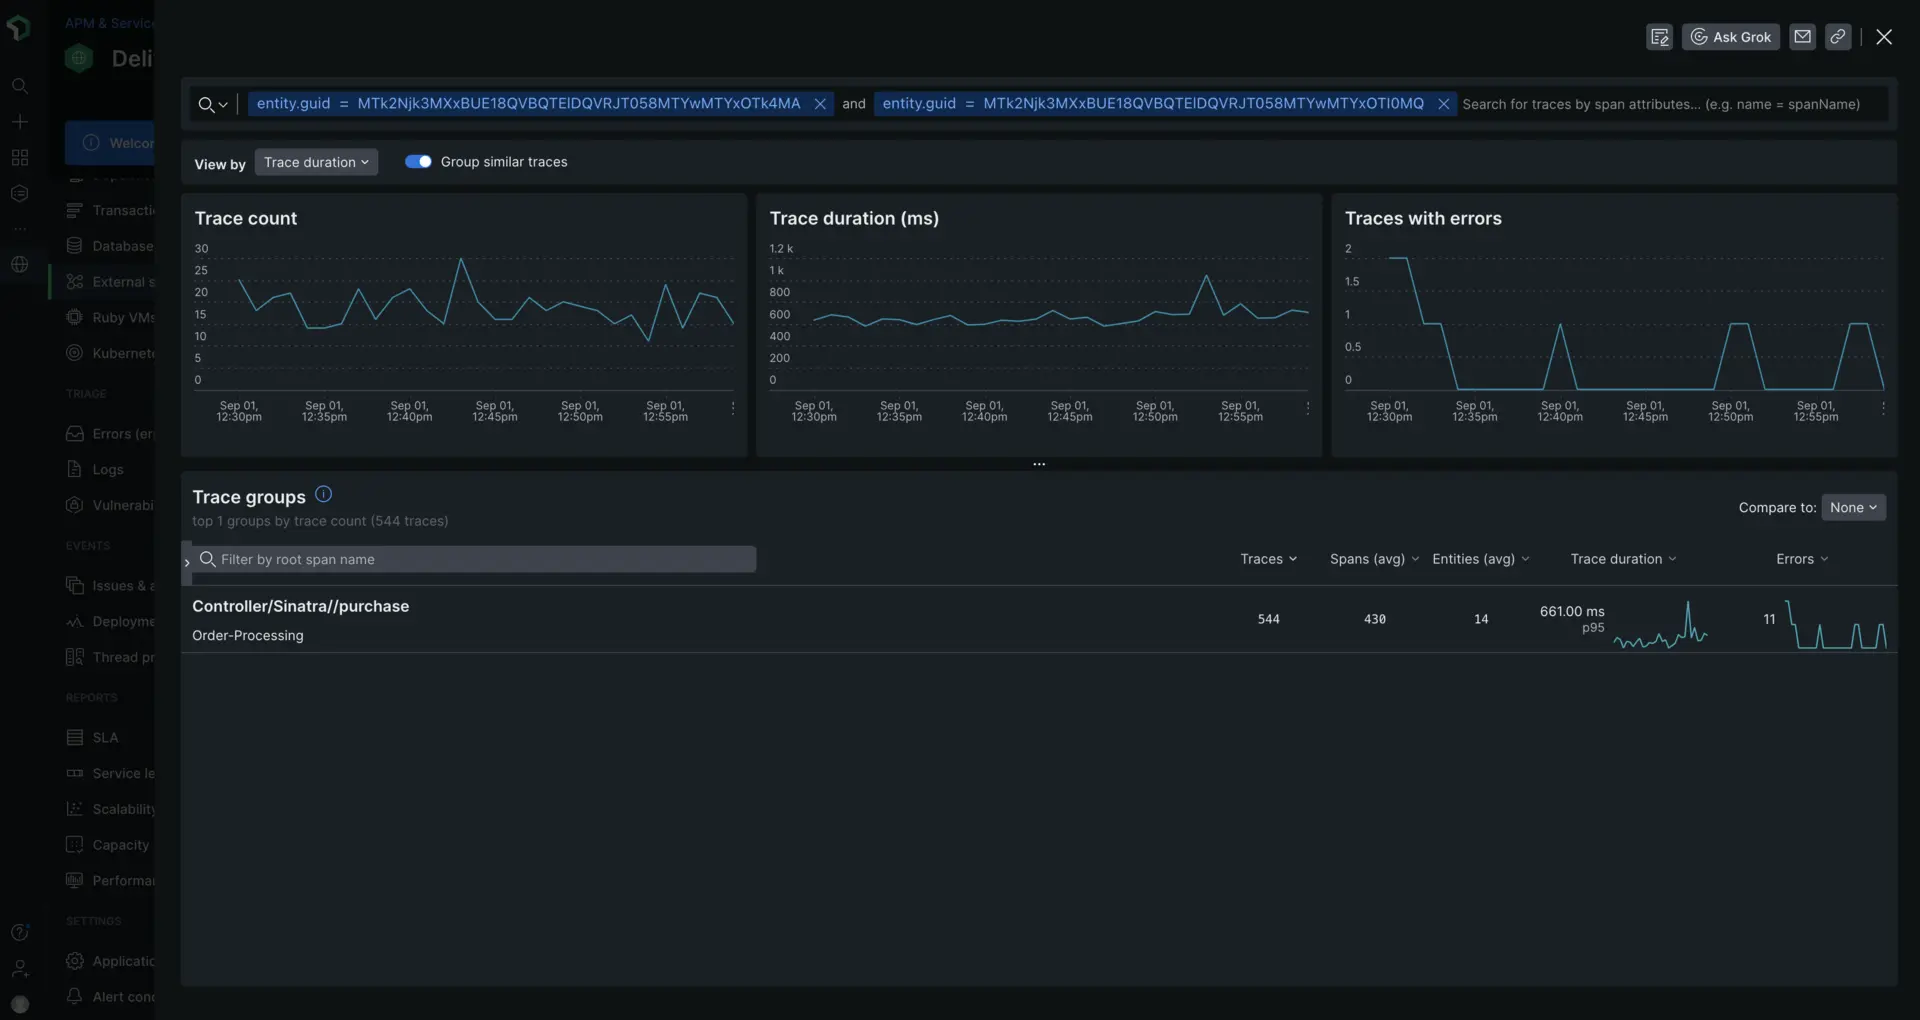 APM & Servic
Deli
Ask Grok
entity.guid = MTk2Njk3MXxBUE18QVBQTElDQVRJT058MTYwMTYxOTk4MA
and
entity.guid = MTk2Njk3MXxBUE18QVBQTElDQVRJT058MTYwMTYxOTI0MQ
Search for traces by span attributes... (e.g. name = spanName)
Welcor
View by
Trace duration
Group similar traces
Transacti
Database
External s
Ruby VMs
Kubernete
TRIAGE
Errors (er
Logs
Vulnerabi
EVENTS
Issues & a
Deployme
Thread pr
REPORTS
SLA
Service le
Scalability
Capacity
Performar
SETTINGS
Applicatic
Alert conc
Trace count
30
25
20
15
10
5
0
Sep 01,
12:30pm
Sep 01,
12:35pm
Sep 01,
12:40pm
Sep 01,
12:45pm
Sep 01,
12:50pm
Sep 01,
12:55pm
Trace duration (ms)
1.2 k
1 k
800
600
400
200
0
Sep 01,
12:30pm
Sep 01,
12:35pm
Sep 01,
12:40pm
Sep 01,
12:45pm
Sep 01,
12:50pm
Sep 01,
12:55pm
Traces with errors
2
1.5
1
0.5
0
Sep 01,
12:30pm
Sep 01,
12:35pm
Sep 01,
12:40pm
Sep 01,
12:45pm
Sep 01,
12:50pm
Sep 01,
12:55pm
Trace groups
top 1 groups by trace count (544 traces)
Compare to:
None
Filter by root span name
Traces
Spans (avg)
Entities (avg)
Trace duration
Errors
Controller/Sinatra//purchase
Order-Processing
544
430
14
661.00 ms
p95
11